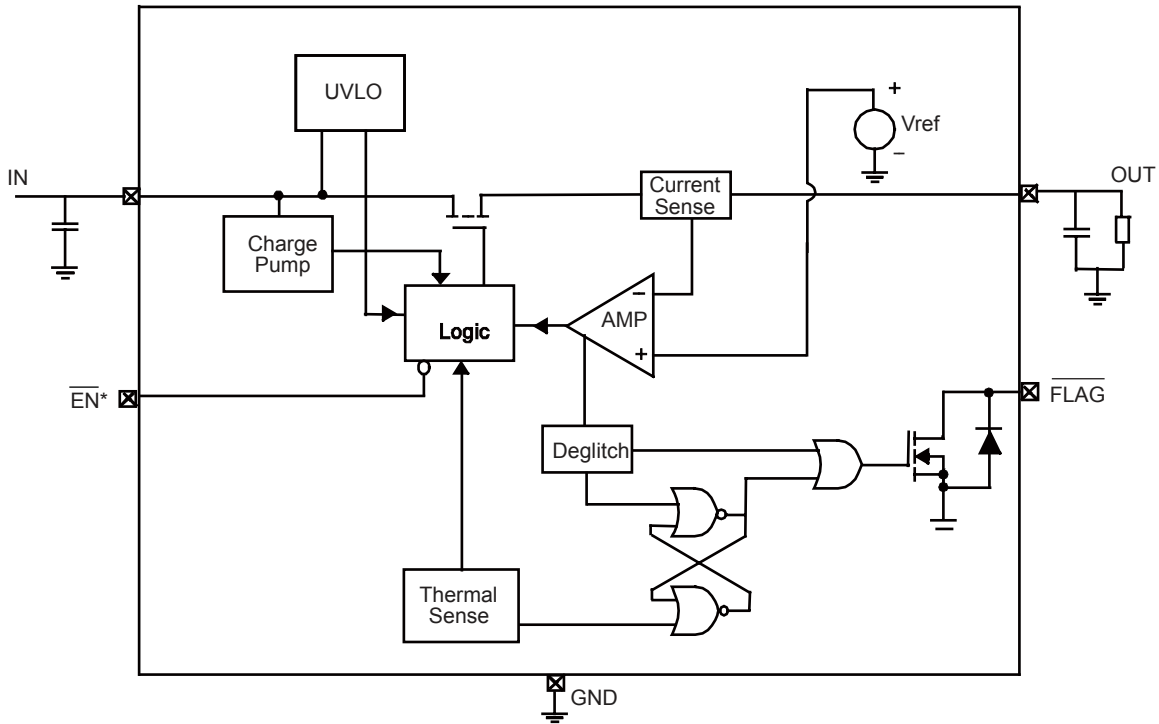 UVLO
+
Vref
–
IN
OUT
Current
Sense
Charge
Pump
–
AMP
+
Logic
EN*
FLAG
Deglitch
Thermal
Sense
GND